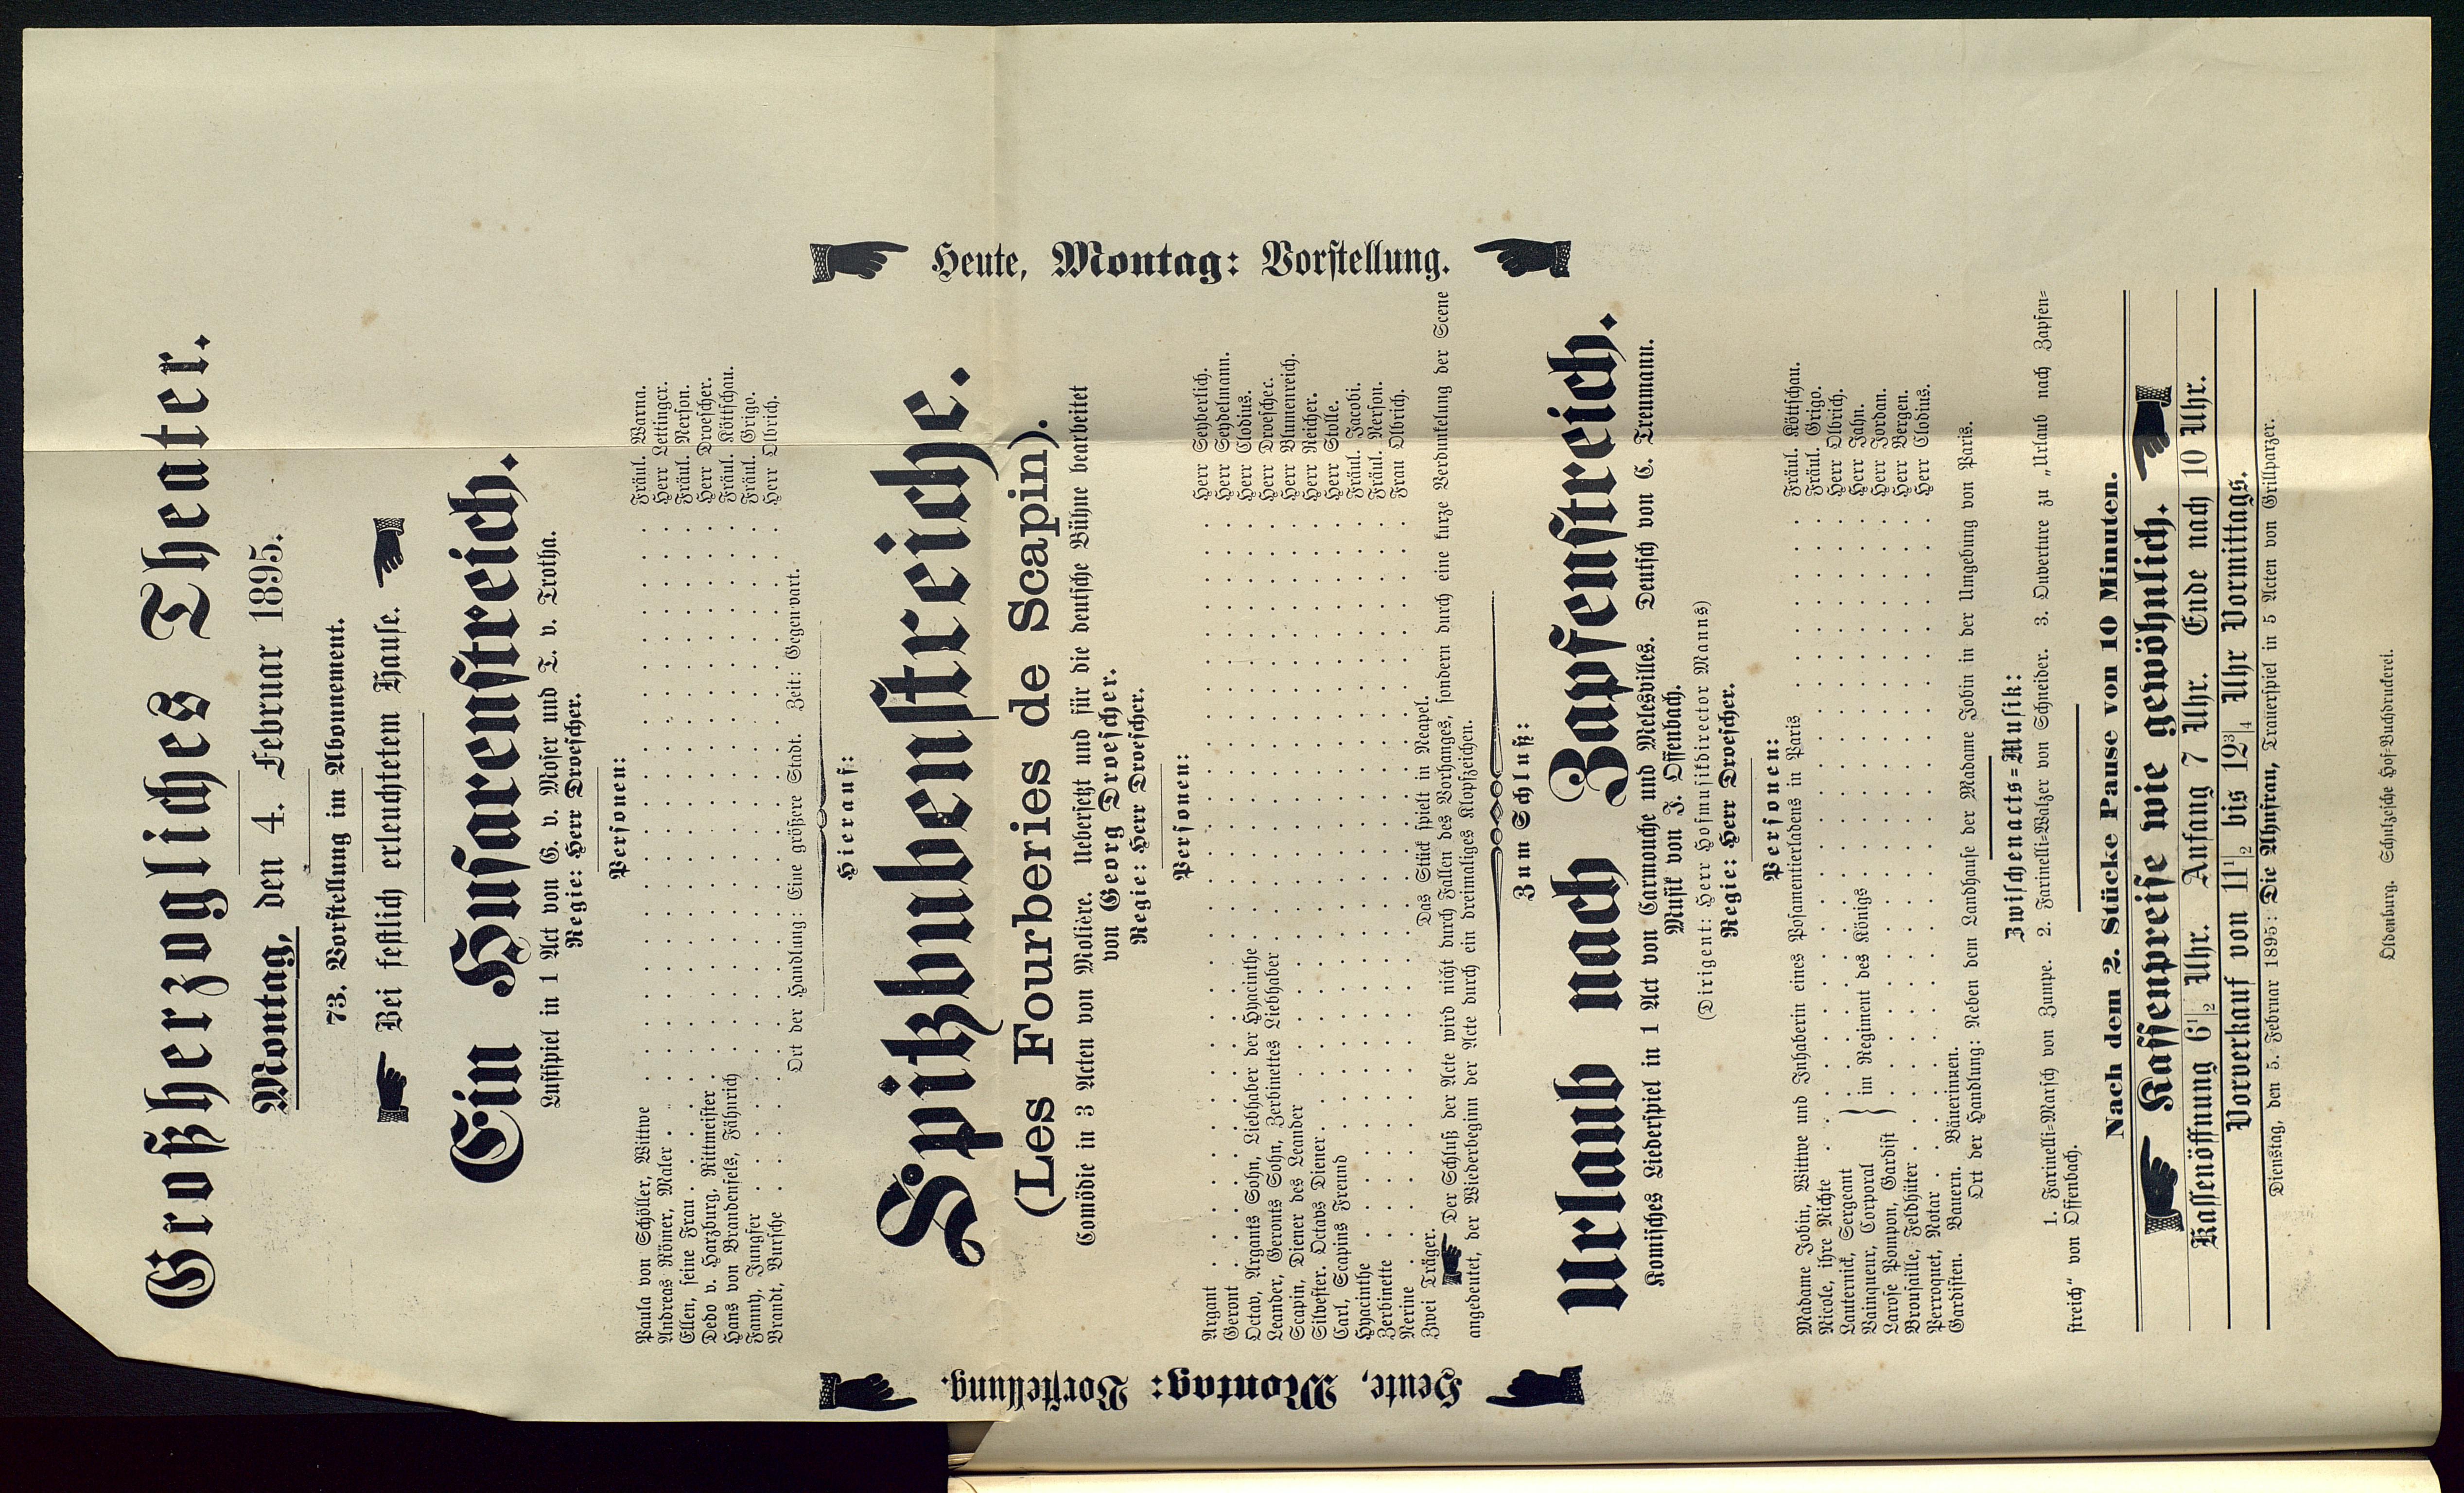 Großherzogliches Theater.
Montag, den 4. Februar 1895.
73. Vorstellung im Abonnement.
Bei festlich erleuchtetem Hause.
Ein Husarenstreich.
Lustspiel in 1 Act von G. v. Moser und T. v. Trotha.
Regie: Herr Droescher.
Personen:
Paula von Schöller, Wittwe . . . . Fräul. Warna.
Andreas Römer, Maler . . . . Herr Lettinger.
Ellen, seine Frau . . . . Fräul. Nerson.
Dedo v. Harzburg, Rittmeister . . . . Herr Droescher.
Hans von Brandenfels, Fähnrich . . . . Fräul. Köttschau.
Fanny, Jungfer . . . . Fräul. Grigo.
Brandt, Bursche . . . . Herr Olbrich.
Ort der Handlung: Eine größere Stadt. Zeit: Gegenwart.
Hierauf:
Spitzbubenstreiche.
(Les Fourberies de Scapin).
Comödie in 3 Acten von Molière. Uebersetzt und für die deutsche Bühne bearbeitet
von Georg Droescher.
Regie: Herr Droescher.
Personen:
Argant . . . . Herr Seyberlich.
Geront . . . . Herr Seydelmann.
Octav, Argants Sohn, Liebhaber der Hyacinthe . . . . Herr Clodius.
Leander, Geronts Sohn, Zerbinettes Liebhaber . . . . Herr Droescher.
Scapin, Diener des Leander . . . . Herr Blumenreich.
Silvester, Octavs Diener . . . . Herr Reicher.
Carl, Scapins Freund . . . . Herr Stolle.
Hyacinthe . . . . Fräul. Jacobi.
Zerbinette . . . . Fräul. Nerson.
Nerine . . . . Frau Olbrich.
Zwei Träger. Das Stück spielt in Neapel.
Der Schluß der Acte wird nicht durch Fallen des Vorhanges, sondern durch eine kurze Verdunkelung der Scene
angedeutet, der Wiederbeginn der Acte durch ein dreimaliges Klopfzeichen.
Zum Schluß:
Urlaub nach Zapfenstreich.
Komisches Liederspiel in 1 Act von Carmouche und Melesvilles. Deutsch von C. Treumann.
Musik von J. Offenbach.
(Dirigent: Herr Hofmusikdirector Manns)
Regie: Herr Droescher.
Personen:
Madame Jobin, Wittwe und Inhaberin eines Posamentierladens in Paris . . . . Fräul. Köttschau.
Nicole, ihre Nichte . . . . Fräul. Grigo.
Lauternick, Sergeant . . . . Herr Olbrich.
Vainqueur, Corporal } im Regiment des Königs . . . . Herr Jahn.
Larose Pompon, Gardist . . . . Herr Jordan.
Brousaille, Feldhüter . . . . Herr Bergen.
Perroquet, Notar . . . . Herr Clodius.
Gardisten. Bauern. Bäuerinnen.
Ort der Handlung: Neben dem Landhause der Madame Jobin in der Umgebung von Paris.
Zwischenacts-Musik:
1. Farinelli-Marsch von Zumpe. 2. Farinelli-Walzer von Schneider. 3. Ouverture zu „Urlaub nach Zapfen-
streich“ von Offenbach.
Nach dem 2. Stücke Pause von 10 Minuten.
Kassenpreise wie gewöhnlich.
Kassenöffnung 6 1/2 Uhr. Anfang 7 Uhr. Ende nach 10 Uhr.
Vorverkauf von 11 1/2 bis 12 3/4 Uhr Vormittags.
Dienstag, den 5. Februar 1895: Die Ahnfrau, Trauerspiel in 5 Acten von Grillparzer.
Oldenburg. Schulzesche Hof-Buchdruckerei.
Heute, Montag: Vorstellung.
Heute, Montag: Vorstellung.